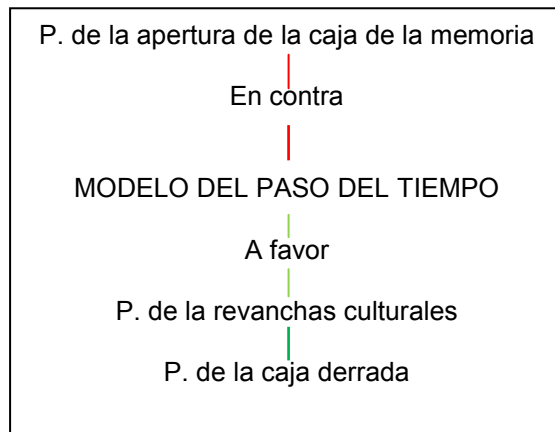 P. de la apertura de la caja de la memoria
En contra
MODELO DEL PASO DEL TIEMPO
A favor
P. de la revanchas culturales
P. de la caja derrada